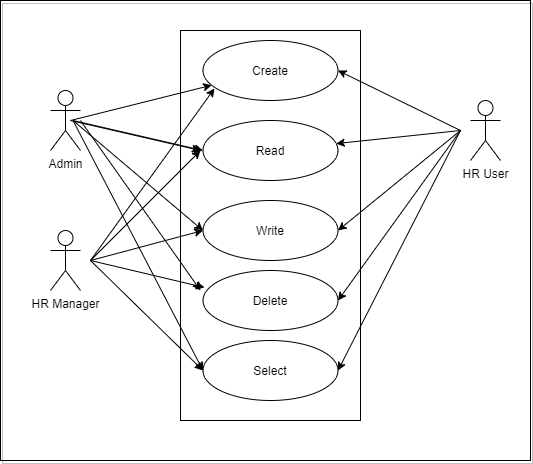 Create
Admin
Read
HR User
Write
HR Manager
Delete
Select